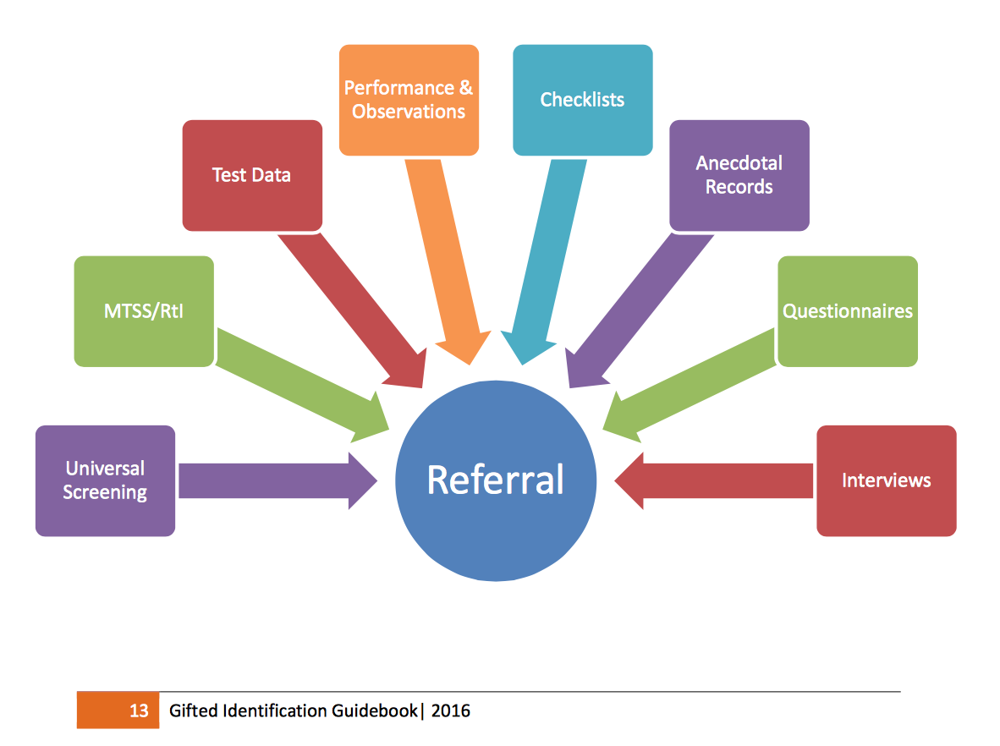 Performance &
Observations
Checklists
Test Data
Anecdotal
Records
MTSS/RtI
Questionnaires
Universal
Screening
Referral
Interviews
13 Gifted Identification Guidebook| 2016